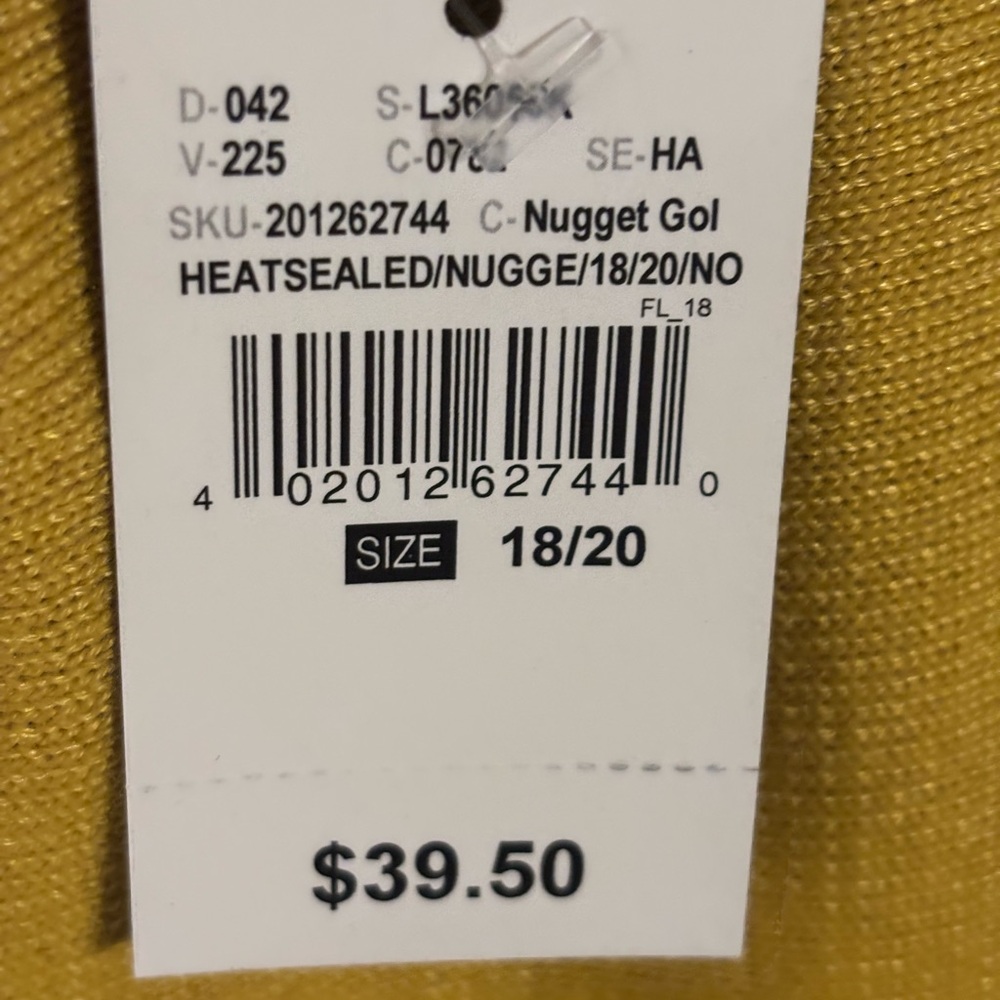 D-042
V-225 SE-HA
SKU-201262744 C-Nugget Gol
HEATSEALED/NUGGE/18/20/NO
FL_18
4 02012 62744 0
SIZE 18/20
$39.50